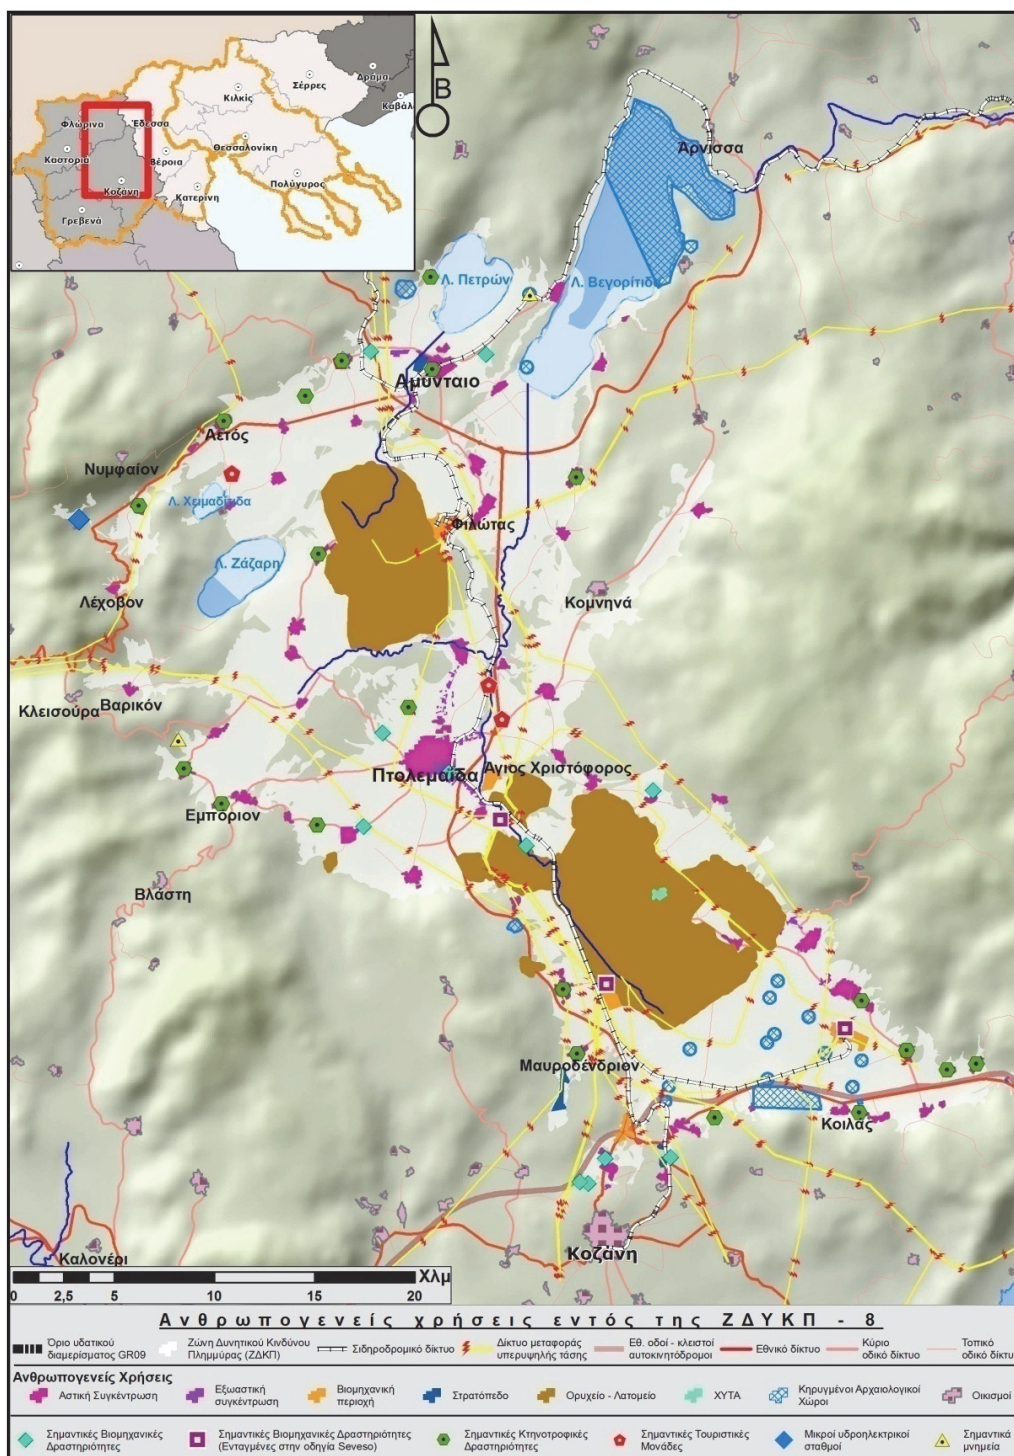 Φλώρινα
Έδεσσα
Καστοριά
Βέροια
Κοζάνη
Γρεβενά
Κατερίνη
Κιλκίς
Σέρρες
Δράμα
Καβάλ
Θεσσαλονίκη
Πολύγυρος
Β
Άρνισσα
Λ. Πετρών
Λ. Βεγορίτιδα
Αμύνταιο
Αετός
Νυμφαίον
Λ. Χειμαδίτιδα
Φιλώτας
Λ. Ζάζαρη
Λέχοβον
Κομνηνά
Κλεισούρα
Βαρικόν
Πτολεμαΐδα
Άγιος Χριστόφορος
Εμπόριον
Βλάστη
Μαυροδένδριον
Κοιλάς
Κοζάνη
Καλονέρι
Χλμ
0 2,5 5 10 15 20
Ανθρωπογενείς χρήσεις εντός της ΖΔΥΚΠ - 8
Όριο υδατικού
διαμερίσματος GR09
Ζώνη Δυνητικού Κινδύνου
Πλημμύρας (ΖΔΚΠ)
Σιδηροδρομικό δίκτυο
Δίκτυο μεταφοράς
υπερυψηλής τάσης
Εθ. οδοί - κλειστοί
αυτοκινητόδρομοι
Εθνικό δίκτυο
Κύριο
οδικό δίκτυο
Τοπικό
οδικό δίκτυο
Ανθρωπογενείς Χρήσεις
Αστική Συγκέντρωση
Εξωαστική
συγκέντρωση
Βιομηχανική
περιοχή
Στρατόπεδο
Ορυχείο - Λατομείο
ΧΥΤΑ
Κηρυγμένοι Αρχαιολογικοί
Χώροι
Οικισμοί
Σημαντικές Βιομηχανικές
Δραστηριότητες
Σημαντικές Βιομηχανικές Δραστηριότητες
(Ενταγμένες στην οδηγία Seveso)
Σημαντικές Κτηνοτροφικές
Δραστηριότητες
Σημαντικές Τουριστικές
Μονάδες
Μικροί υδροηλεκτρικοί
σταθμοί
Σημαντικά
μνημεία